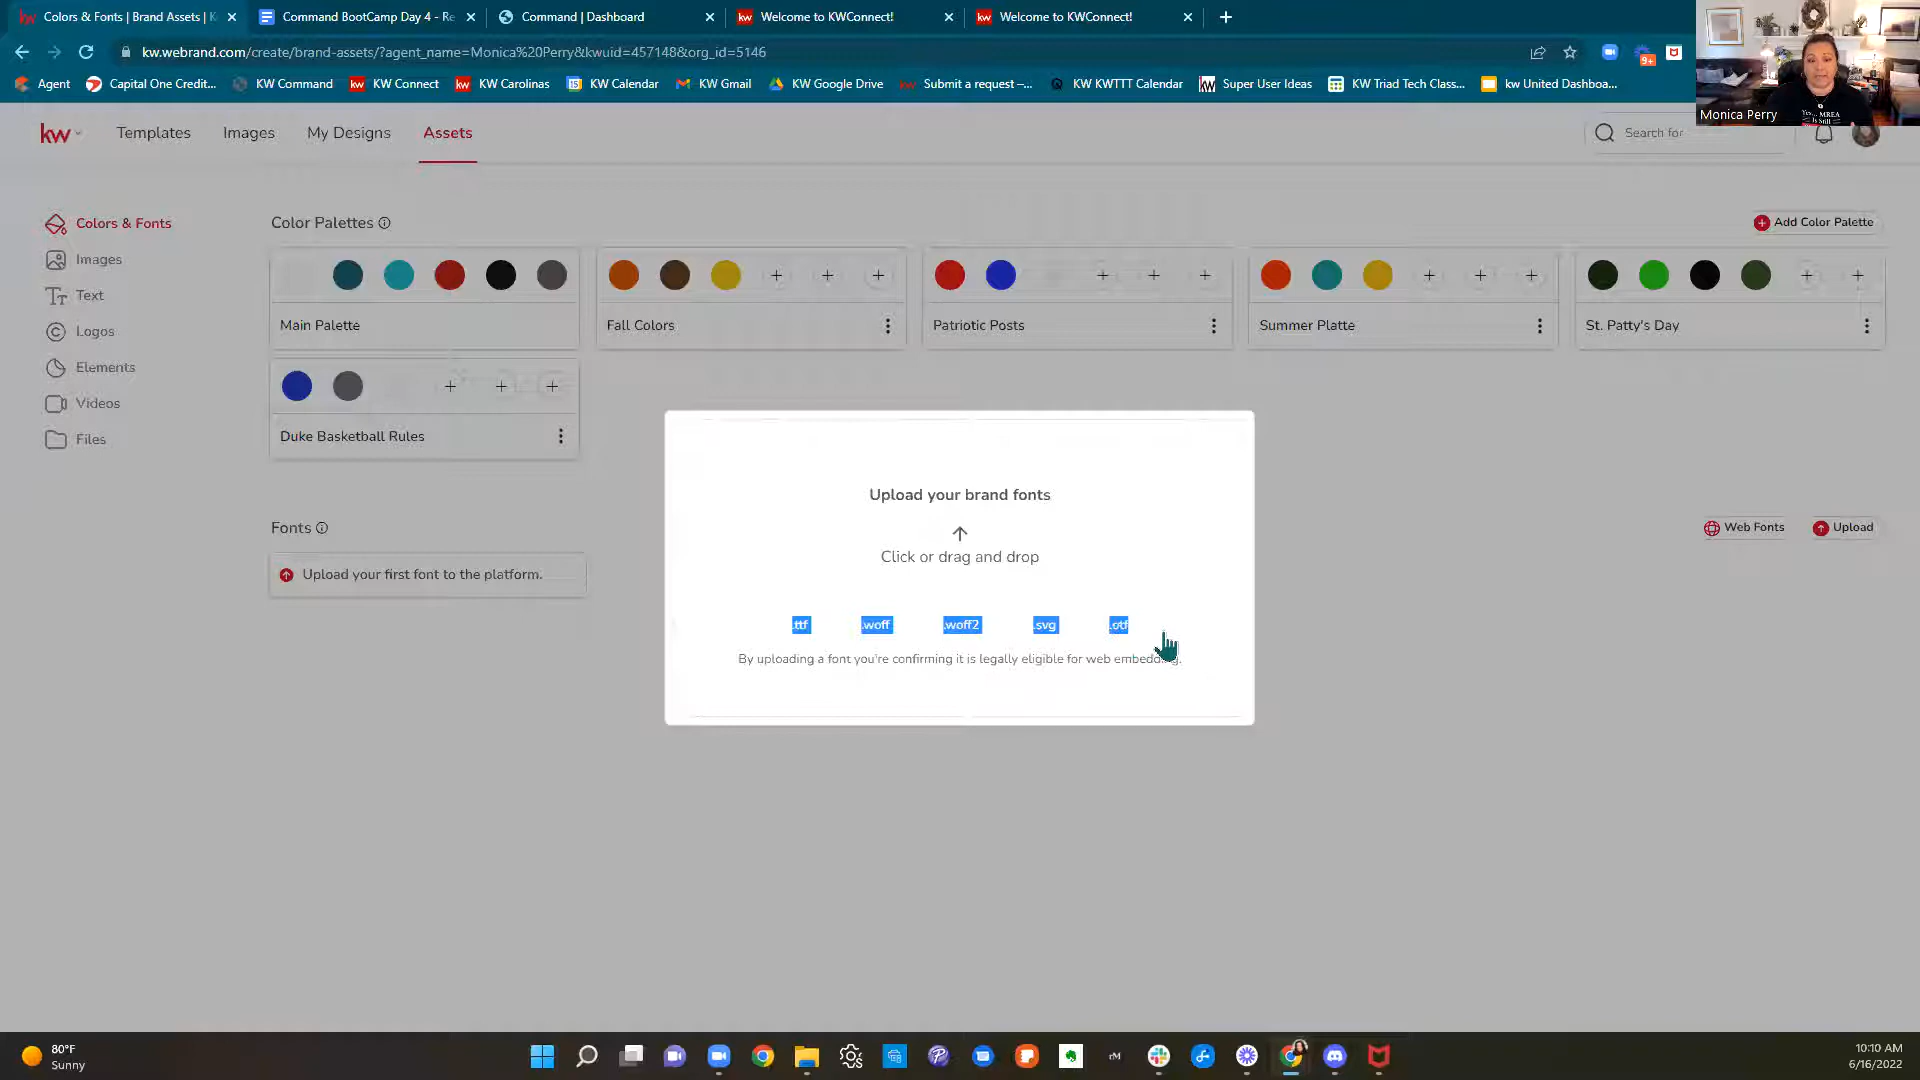 Colors & Fonts | Brand Assets | K
Command BootCamp Day 4 - Re
Command | Dashboard
kw Welcome to KWConnect!
kw Welcome to KWConnect!
kw.webrand.com/create/brand-assets/?agent_name=Monica%20Perry&kwuid=457148&org_id=5146
9+
Agent
Capital One Credit...
KW Command
kw KW Connect
kw KW Carolinas
KW Calendar
KW Gmail
KW Google Drive
Submit a request –...
KW KWTTT Calendar
Super User Ideas
KW Triad Tech Class...
kw United Dashboa...
Monica Perry
kw
Templates
Images
My Designs
Assets
Search for
Colors & Fonts
Images
Text
Logos
Elements
Videos
Files
Color Palettes
Add Color Palette
Main Palette
Fall Colors
Patriotic Posts
Summer Platte
St. Patty's Day
Duke Basketball Rules
Fonts
Web Fonts
Upload
Upload your first font to the platform.
Upload your brand fonts
Click or drag and drop
.ttf
.woff
.woff2
.svg
.otf
By uploading a font you're confirming it is legally eligible for web embedding.
80°F
Sunny
rM
10:10 AM
6/16/2022